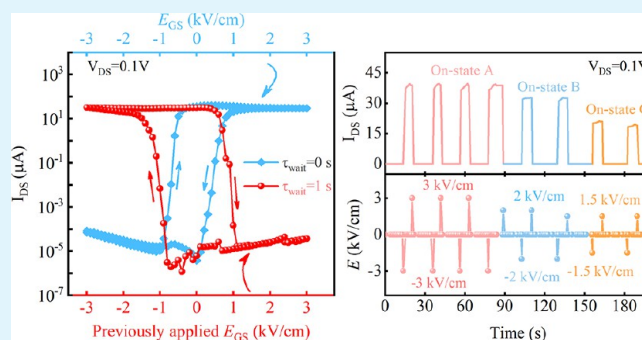 E_GS (kV/cm)
-3 -2 -1 0 1 2 3
V_DS=0.1V
10^3
10^1
10^-1
10^-3
10^-5
10^-7
I_DS (μA)
τ_wait=0 s
τ_wait=1 s
-3 -2 -1 0 1 2 3
Previously applied E_GS (kV/cm)
V_DS=0.1V
45
30
15
0
I_DS (μA)
On-state A
On-state B
On-state C
3
0
-3
E (kV/cm)
3 kV/cm
2 kV/cm
1.5 kV/cm
-3 kV/cm
-2 kV/cm
-1.5 kV/cm
0 30 60 90 120 150 180
Time (s)